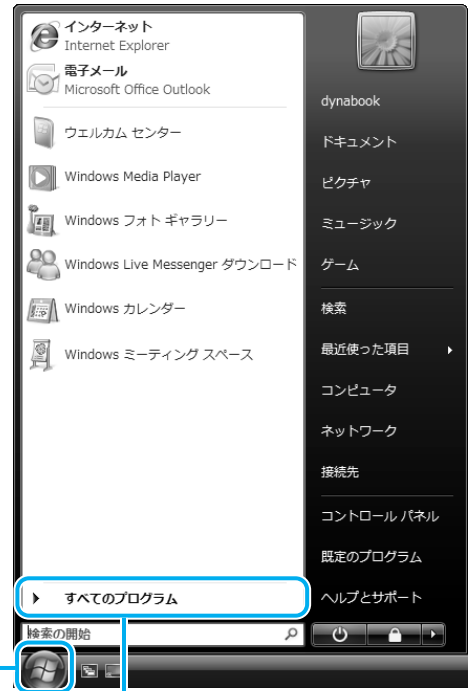 インターネット
Internet Explorer
電子メール
Microsoft Office Outlook
ウェルカム センター
Windows Media Player
Windows フォト ギャラリー
Windows Live Messenger ダウンロード
Windows カレンダー
Windows ミーティング スペース
すべてのプログラム
検索の開始
dynabook
ドキュメント
ピクチャ
ミュージック
ゲーム
検索
最近使った項目
コンピュータ
ネットワーク
接続先
コントロール パネル
既定のプログラム
ヘルプとサポート